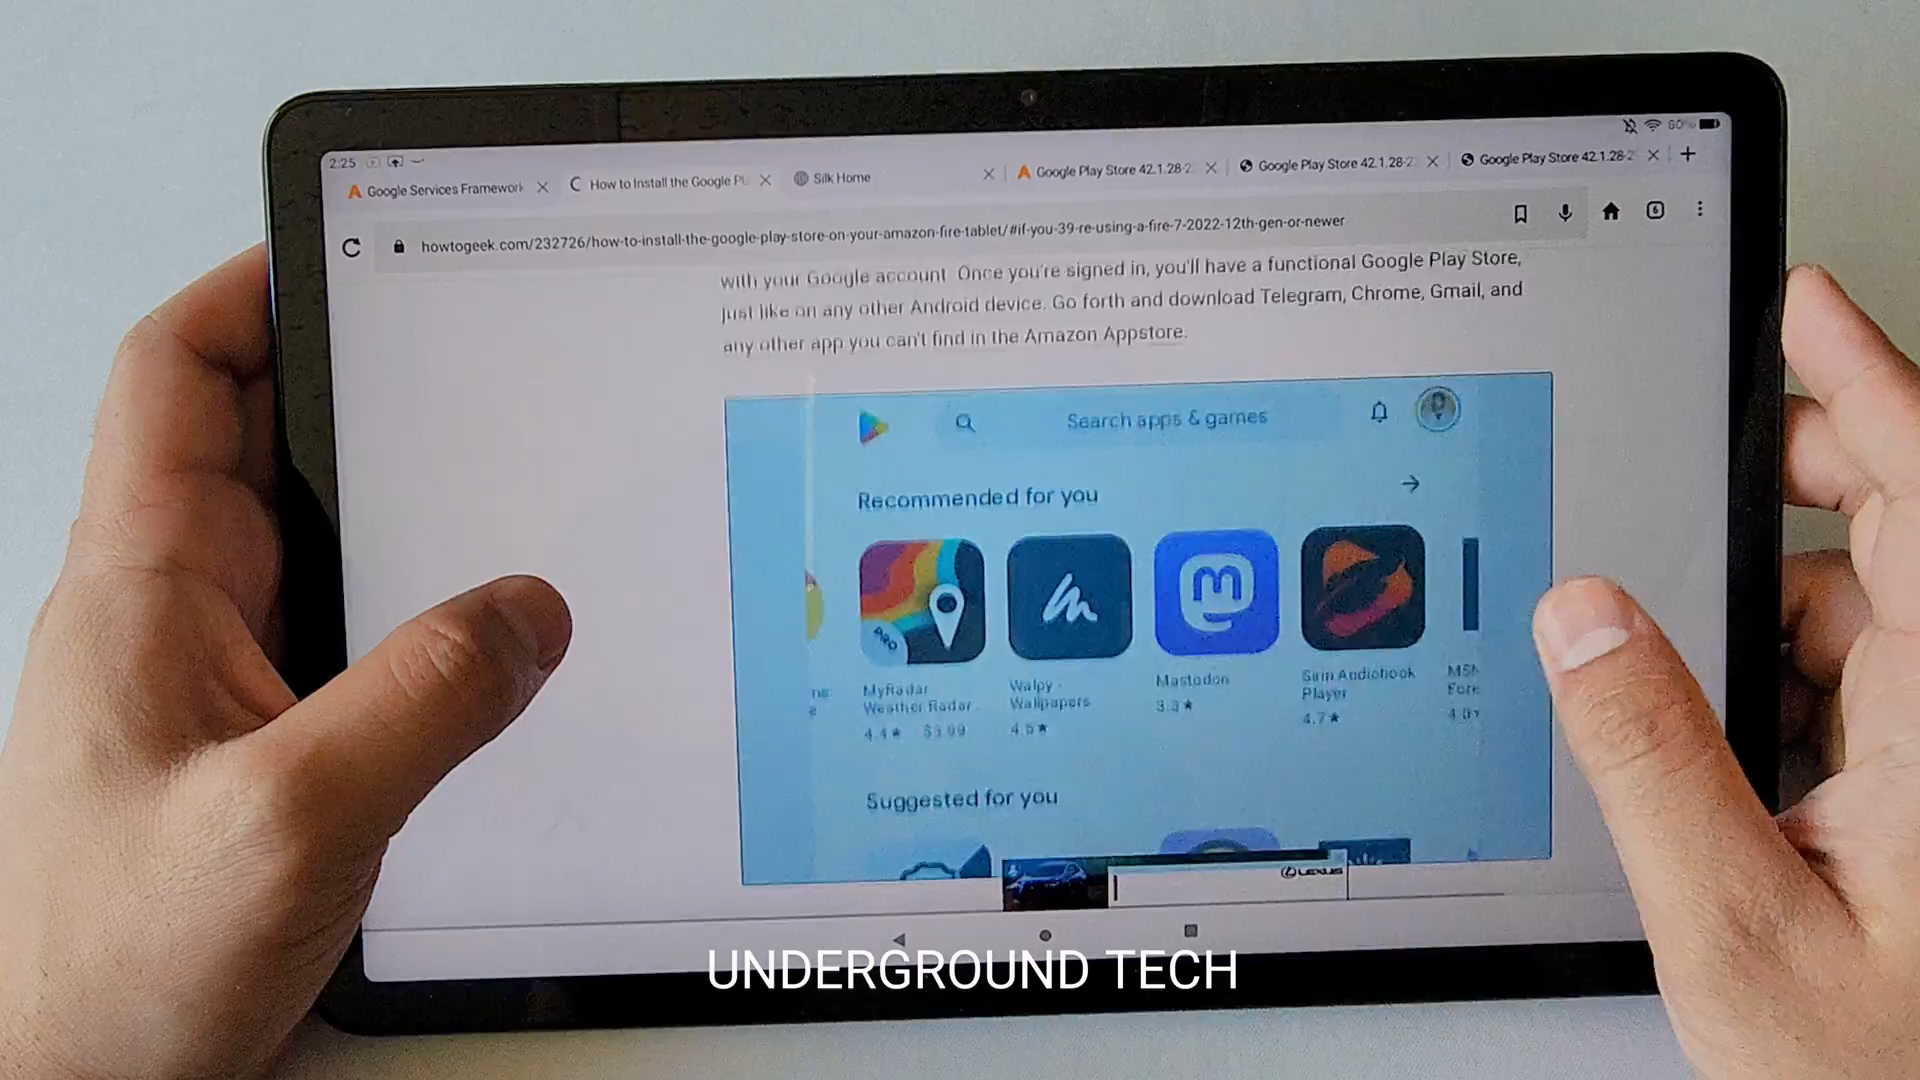 2:25 60%
Google Services Framework
How to Install the Google Pl
Silk Home
Google Play Store 42.1.28-2
Google Play Store 42.1.28-2
Google Play Store 42.1.28-2
howtogeek.com/232726/how-to-install-the-google-play-store-on-your-amazon-fire-tablet/#if-you-39-re-using-a-fire-7-2022-12th-gen-or-newer
6
with your Google account. Once you're signed in, you'll have a functional Google Play Store,
just like on any other Android device. Go forth and download Telegram, Chrome, Gmail, and
any other app you can't find in the Amazon Appstore.
Search apps & games
Recommended for you
PRO
MyRadar
Weather Radar
4.4★ $3.99
Walpy -
Wallpapers
4.5★
Mastodon
3.3★
Sirin Audiobook
Player
4.7★
MSN
Fore
4.0
Suggested for you
LEXUS
UNDERGROUND TECH